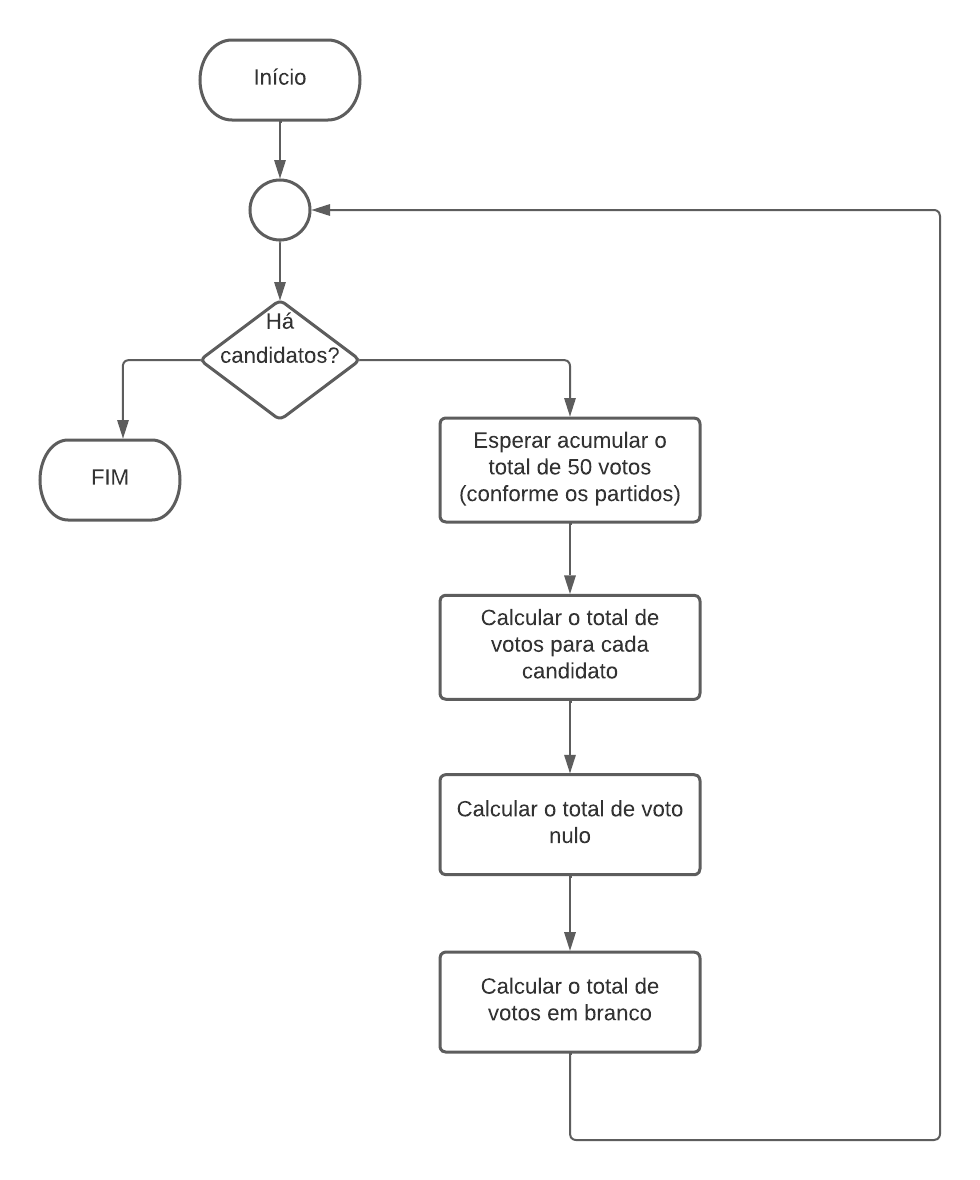 Início
Há
candidatos?
FIM
Esperar acumular o
total de 50 votos
(conforme os partidos)
Calcular o total de
votos para cada
candidato
Calcular o total de voto
nulo
Calcular o total de
votos em branco